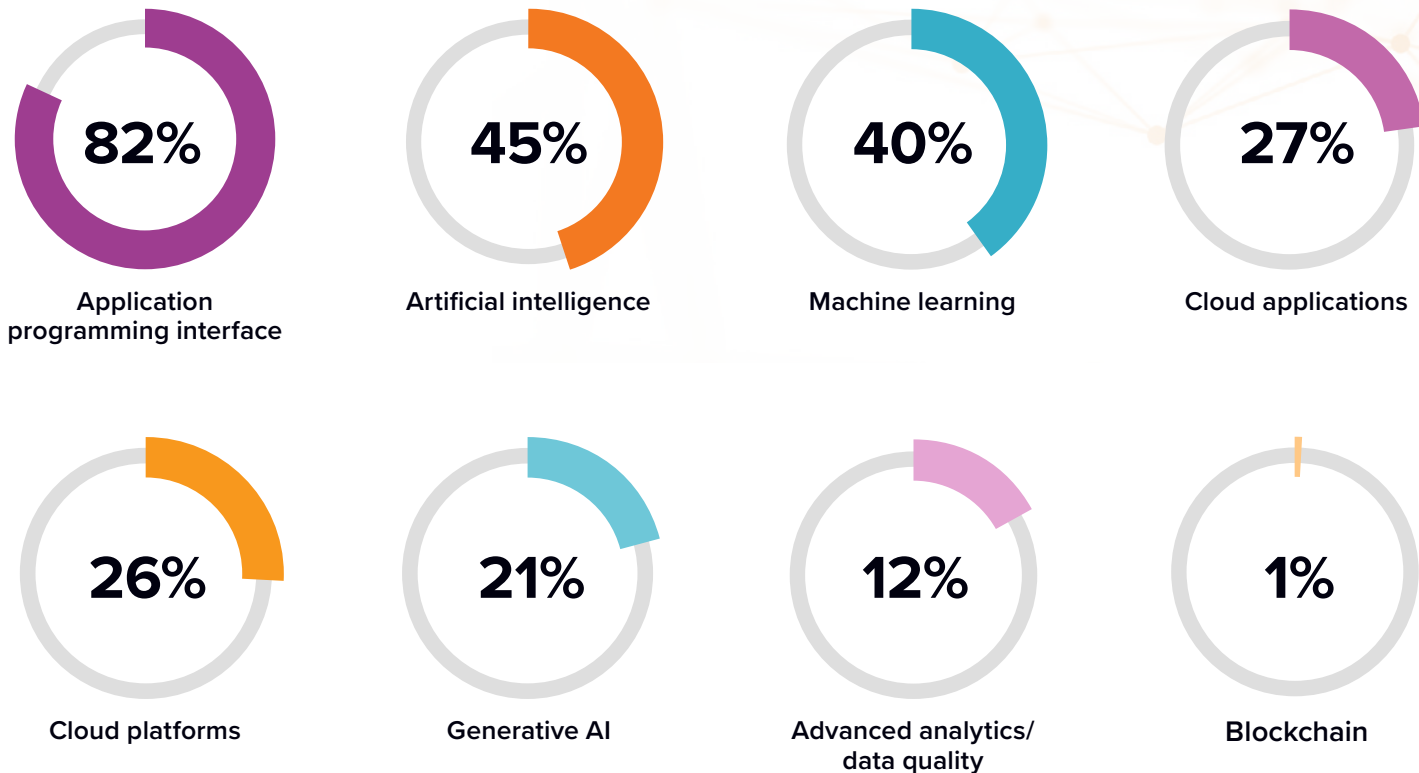 82%
Application
programming interface
45%
Artificial intelligence
40%
Machine learning
27%
Cloud applications
26%
Cloud platforms
21%
Generative AI
12%
Advanced analytics/
data quality
1%
Blockchain